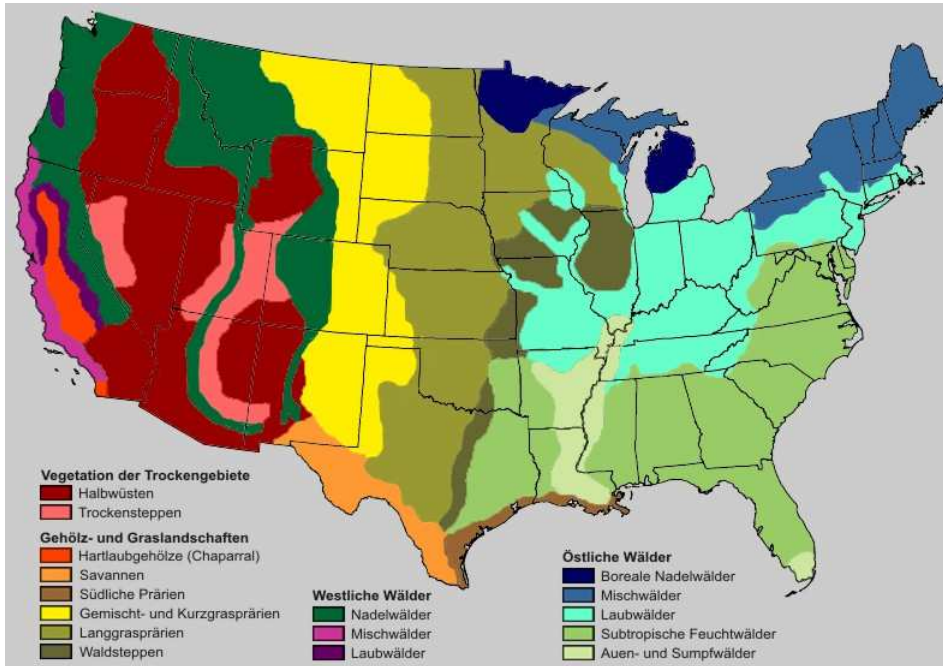 Vegetation der Trockengebiete
Halbwüsten
Trockensteppen
Gehölz- und Graslandschaften
Hartlaubgehölze (Chaparral)
Savannen
Südliche Prärien
Gemischt- und Kurzgrasprärien
Langgrasprärien
Waldsteppen
Westliche Wälder
Nadelwälder
Mischwälder
Laubwälder
Östliche Wälder
Boreale Nadelwälder
Mischwälder
Laubwälder
Subtropische Feuchtwälder
Auen- und Sumpfwälder